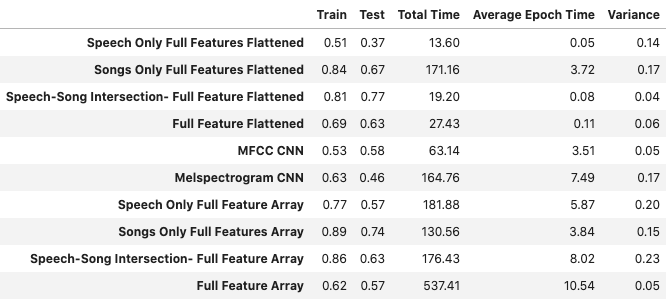 Train Test Total Time Average Epoch Time Variance
Speech Only Full Features Flattened 0.51 0.37 13.60 0.05 0.14
Songs Only Full Features Flattened 0.84 0.67 171.16 3.72 0.17
Speech-Song Intersection- Full Feature Flattened 0.81 0.77 19.20 0.08 0.04
Full Feature Flattened 0.69 0.63 27.43 0.11 0.06
MFCC CNN 0.53 0.58 63.14 3.51 0.05
Melspectrogram CNN 0.63 0.46 164.76 7.49 0.17
Speech Only Full Feature Array 0.77 0.57 181.88 5.87 0.20
Songs Only Full Features Array 0.89 0.74 130.56 3.84 0.15
Speech-Song Intersection- Full Feature Array 0.86 0.63 176.43 8.02 0.23
Full Feature Array 0.62 0.57 537.41 10.54 0.05